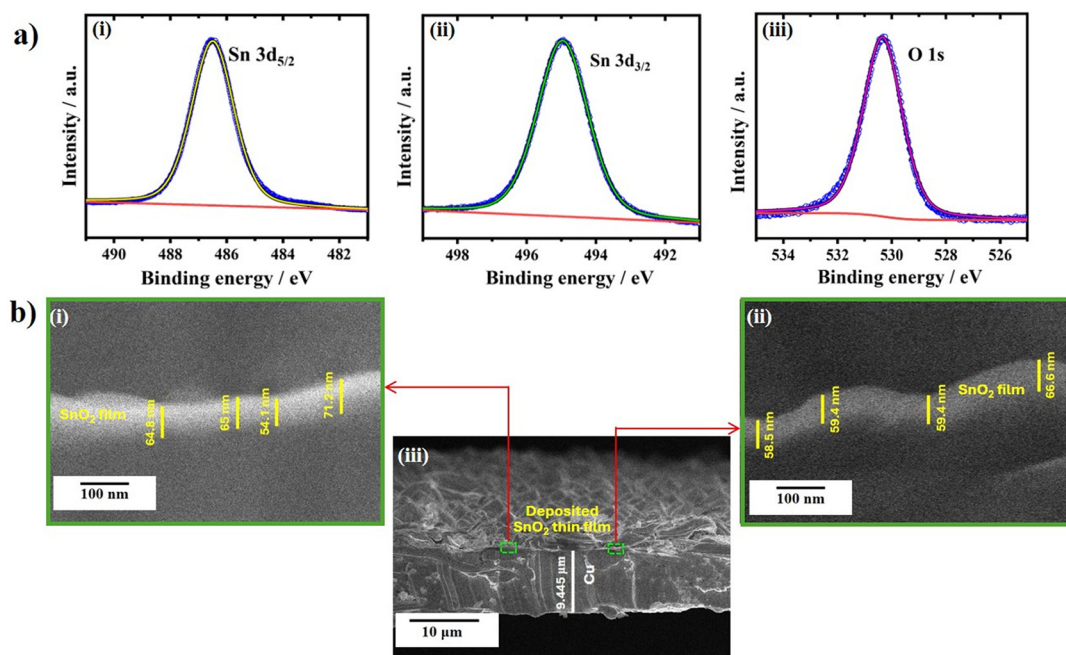 a)
(i)
Sn 3d5/2
Intensity / a.u.
490 488 486 484 482
Binding energy / eV
(ii)
Sn 3d3/2
Intensity / a.u.
498 496 494 492
Binding energy / eV
(iii)
O 1s
Intensity / a.u.
534 532 530 528 526
Binding energy / eV
b)
(i)
SnO2 film
64.8 nm
65 nm
54.1 nm
71.2 nm
100 nm
(iii)
Deposited
SnO2 thin-film
9.445 µm
Cu
10 µm
(ii)
SnO2 film
58.5 nm
59.4 nm
59.4 nm
66.6 nm
100 nm